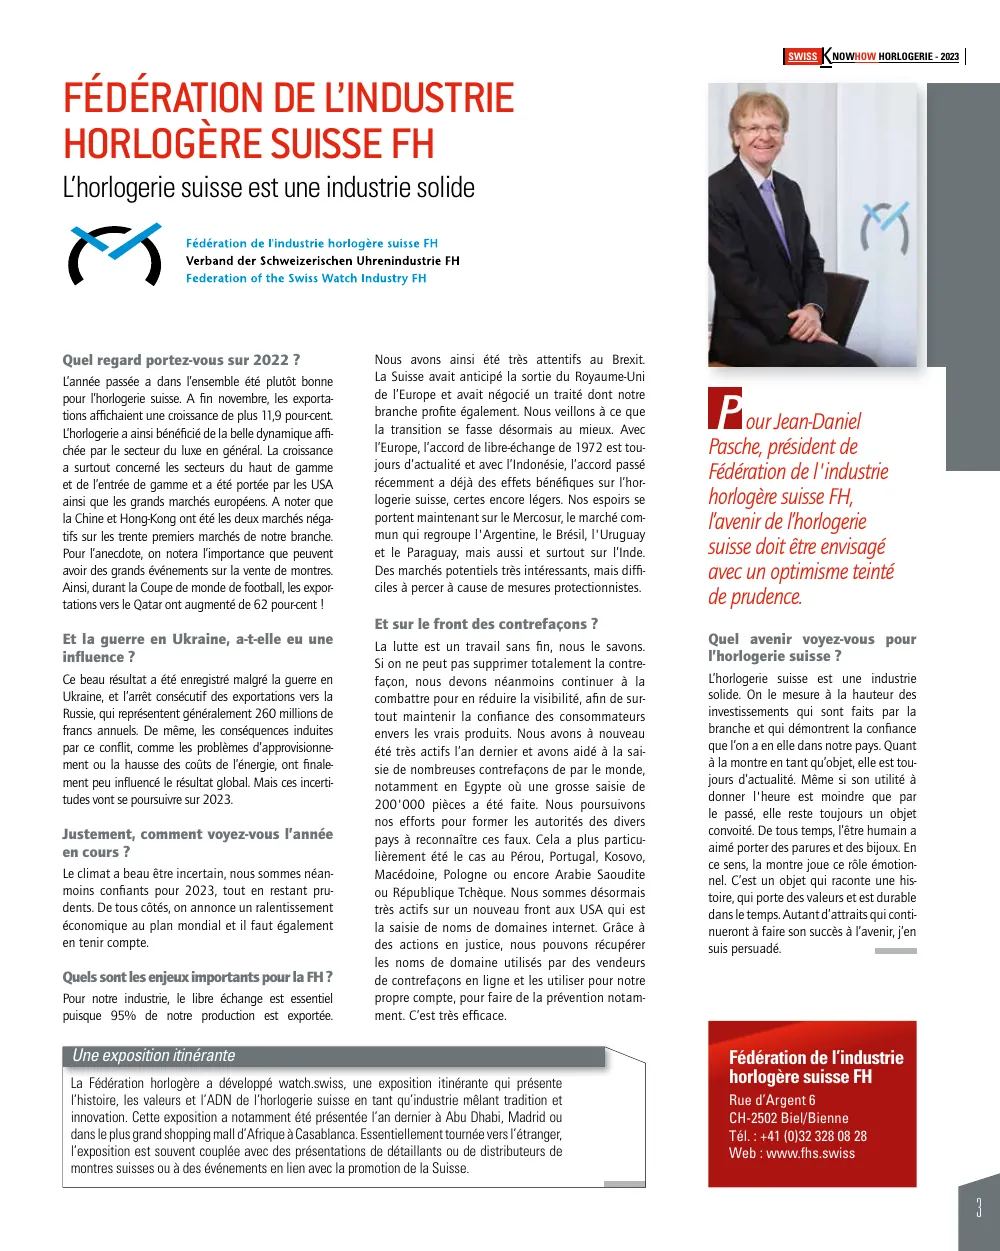 SWISS KNOWHOW HORLOGERIE - 2023
FÉDÉRATION DE L’INDUSTRIE
HORLOGÈRE SUISSE FH
L’horlogerie suisse est une industrie solide
Fédération de l'industrie horlogère suisse FH
Verband der Schweizerischen Uhrenindustrie FH
Federation of the Swiss Watch Industry FH
Quel regard portez-vous sur 2022 ?
L’année passée a dans l’ensemble été plutôt bonne
pour l’horlogerie suisse. A fin novembre, les exporta-
tions affichaient une croissance de plus 11,9 pour-cent.
L’horlogerie a ainsi bénéficié de la belle dynamique affi-
chée par le secteur du luxe en général. La croissance
a surtout concerné les secteurs du haut de gamme
et de l’entrée de gamme et a été portée par les USA
ainsi que les grands marchés européens. A noter que
la Chine et Hong-Kong ont été les deux marchés néga-
tifs sur les trente premiers marchés de notre branche.
Pour l’anecdote, on notera l’importance que peuvent
avoir des grands événements sur la vente de montres.
Ainsi, durant la Coupe de monde de football, les expor-
tations vers le Qatar ont augmenté de 62 pour-cent !
Et la guerre en Ukraine, a-t-elle eu une
influence ?
Ce beau résultat a été enregistré malgré la guerre en
Ukraine, et l’arrêt consécutif des exportations vers la
Russie, qui représentent généralement 260 millions de
francs annuels. De même, les conséquences induites
par ce conflit, comme les problèmes d’approvisionne-
ment ou la hausse des coûts de l’énergie, ont finale-
ment peu influencé le résultat global. Mais ces incerti-
tudes vont se poursuivre sur 2023.
Justement, comment voyez-vous l’année
en cours ?
Le climat a beau être incertain, nous sommes néan-
moins confiants pour 2023, tout en restant pru-
dents. De tous côtés, on annonce un ralentissement
économique au plan mondial et il faut également
en tenir compte.
Quels sont les enjeux importants pour la FH ?
Pour notre industrie, le libre échange est essentiel
puisque 95% de notre production est exportée.
Nous avons ainsi été très attentifs au Brexit.
La Suisse avait anticipé la sortie du Royaume-Uni
de l’Europe et avait négocié un traité dont notre
branche profite également. Nous veillons à ce que
la transition se fasse désormais au mieux. Avec
l’Europe, l’accord de libre-échange de 1972 est tou-
jours d’actualité et avec l’Indonésie, l’accord passé
récemment a déjà des effets bénéfiques sur l’hor-
logerie suisse, certes encore légers. Nos espoirs se
portent maintenant sur le Mercosur, le marché com-
mun qui regroupe l'Argentine, le Brésil, l'Uruguay
et le Paraguay, mais aussi et surtout sur l’Inde.
Des marchés potentiels très intéressants, mais diffi-
ciles à percer à cause de mesures protectionnistes.
Et sur le front des contrefaçons ?
La lutte est un travail sans fin, nous le savons.
Si on ne peut pas supprimer totalement la contre-
façon, nous devons néanmoins continuer à la
combattre pour en réduire la visibilité, afin de sur-
tout maintenir la confiance des consommateurs
envers les vrais produits. Nous avons à nouveau
été très actifs l’an dernier et avons aidé à la sai-
sie de nombreuses contrefaçons de par le monde,
notamment en Egypte où une grosse saisie de
200'000 pièces a été faite. Nous poursuivons
nos efforts pour former les autorités des divers
pays à reconnaître ces faux. Cela a plus particu-
lièrement été le cas au Pérou, Portugal, Kosovo,
Macédoine, Pologne ou encore Arabie Saoudite
ou République Tchèque. Nous sommes désormais
très actifs sur un nouveau front aux USA qui est
la saisie de noms de domaines internet. Grâce à
des actions en justice, nous pouvons récupérer
les noms de domaine utilisés par des vendeurs
de contrefaçons en ligne et les utiliser pour notre
propre compte, pour faire de la prévention notam-
ment. C’est très efficace.
Pour Jean-Daniel
Pasche, président de
Fédération de l'industrie
horlogère suisse FH,
l’avenir de l’horlogerie
suisse doit être envisagé
avec un optimisme teinté
de prudence.
Quel avenir voyez-vous pour
l’horlogerie suisse ?
L’horlogerie suisse est une industrie
solide. On le mesure à la hauteur des
investissements qui sont faits par la
branche et qui démontrent la confiance
que l’on a en elle dans notre pays. Quant
à la montre en tant qu’objet, elle est tou-
jours d’actualité. Même si son utilité à
donner l'heure est moindre que par
le passé, elle reste toujours un objet
convoité. De tous temps, l’être humain a
aimé porter des parures et des bijoux. En
ce sens, la montre joue ce rôle émotion-
nel. C’est un objet qui raconte une his-
toire, qui porte des valeurs et est durable
dans le temps. Autant d’attraits qui conti-
nueront à faire son succès à l’avenir, j’en
suis persuadé.
Une exposition itinérante
La Fédération horlogère a développé watch.swiss, une exposition itinérante qui présente
l’histoire, les valeurs et l’ADN de l’horlogerie suisse en tant qu’industrie mêlant tradition et
innovation. Cette exposition a notamment été présentée l’an dernier à Abu Dhabi, Madrid ou
dans le plus grand shopping mall d’Afrique à Casablanca. Essentiellement tournée vers l’étranger,
l’exposition est souvent couplée avec des présentations de détaillants ou de distributeurs de
montres suisses ou à des événements en lien avec la promotion de la Suisse.
Fédération de l’industrie
horlogère suisse FH
Rue d’Argent 6
CH-2502 Biel/Bienne
Tél. : +41 (0)32 328 08 28
Web : www.fhs.swiss
3